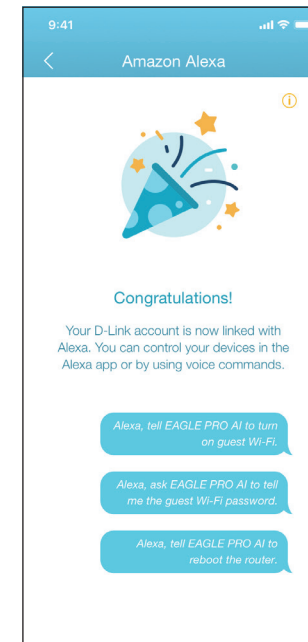 9:41
Amazon Alexa
Congratulations!
Your D-Link account is now linked with
Alexa. You can control your devices in the
Alexa app or by using voice commands.
Alexa, tell EAGLE PRO AI to turn
on guest Wi-Fi.
Alexa, ask EAGLE PRO AI to tell
me the guest Wi-Fi password.
Alexa, tell EAGLE PRO AI to
reboot the router.